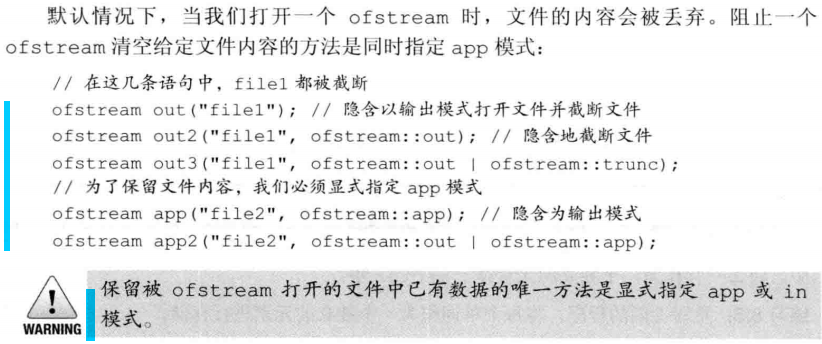 默认情况下，当我们打开一个 ofstream 时，文件的内容会被丢弃。阻止一个
ofstream 清空给定文件内容的方法是同时指定 app 模式：
// 在这几条语句中，file1 都被截断
ofstream out("file1"); // 隐含以输出模式打开文件并截断文件
ofstream out2("file1", ofstream::out); // 隐含地截断文件
ofstream out3("file1", ofstream::out | ofstream::trunc);
// 为了保留文件内容，我们必须显式指定 app 模式
ofstream app("file2", ofstream::app); // 隐含为输出模式
ofstream app2("file2", ofstream::out | ofstream::app);
保留被 ofstream 打开的文件中已有数据的唯一方法是显式指定 app 或 in
模式。
WARNING